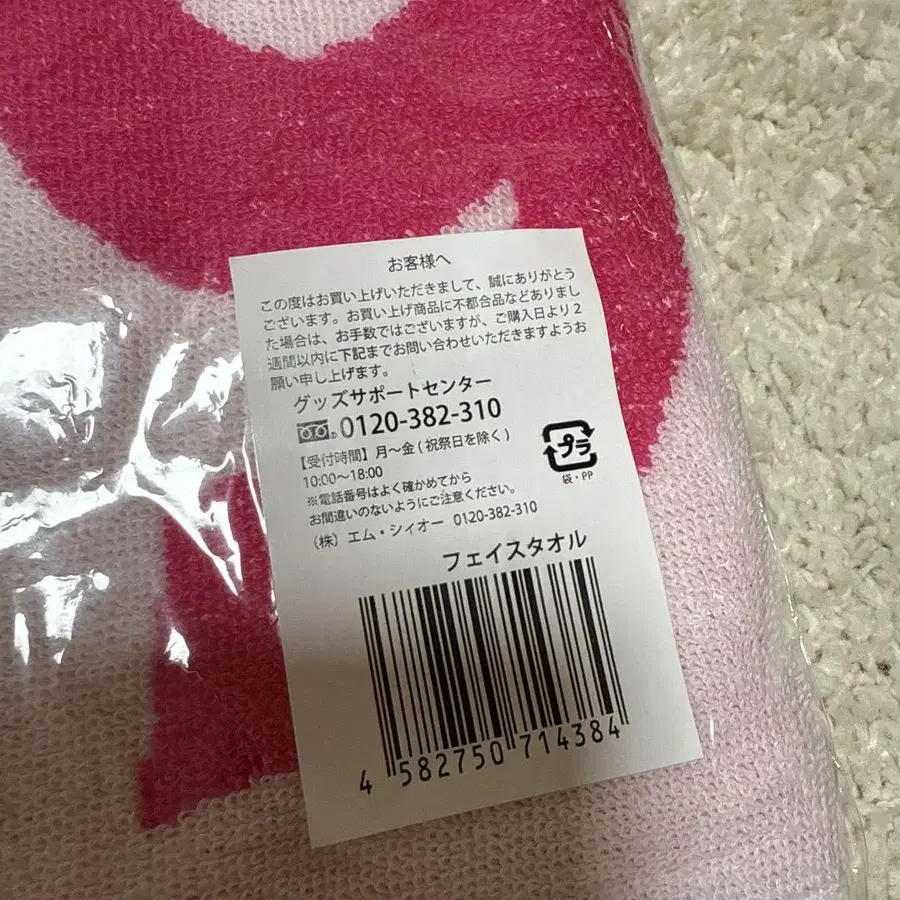 お客様へ
この度はお買い上げいただきまして、誠にありがとう
ございます。お買い上げ商品に不都合品などありまし
た場合は、お手数ではございますが、ご購入日より2
週間以内に下記までお問い合わせいただきますようお
願い申し上げます。
グッズサポートセンター
0120-382-310
【受付時間】月〜金(祝祭日を除く)
10:00〜18:00
※電話番号はよく確かめてから
お間違いのないようにご注意ください。
(株)エム・シィオー 0120-382-310
プラ
袋・PP
フェイスタオル
4 582750 714384